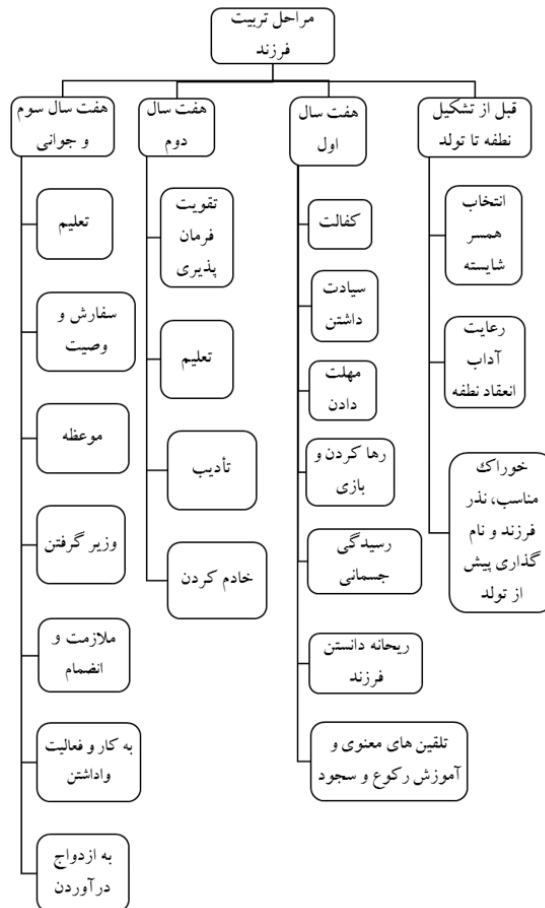 مراحل تربیت
فرزند
قبل از تشکیل
نطفه تا تولد
انتخاب
همسر
شایسته
رعایت
آداب
انعقاد نطفه
خوراک
مناسب، نذر
فرزند و نام
گذاری پیش
از تولد
هفت سال
اول
کفالت
سیادت
داشتن
مهلت
دادن
رها کردن و
بازی
رسیدگی
جسمانی
ریحانه دانستن
فرزند
تلقین های معنوی و
آموزش رکوع و سجود
هفت سال
دوم
تقویت
فرمان
پذیری
تعلیم
تأدیب
خادم کردن
هفت سال سوم
و جوانی
تعلیم
سفارش و
وصیت
موعظه
وزیر گرفتن
ملازمت و
انضمام
به کار و فعالیت
واداشتن
به ازدواج
درآوردن